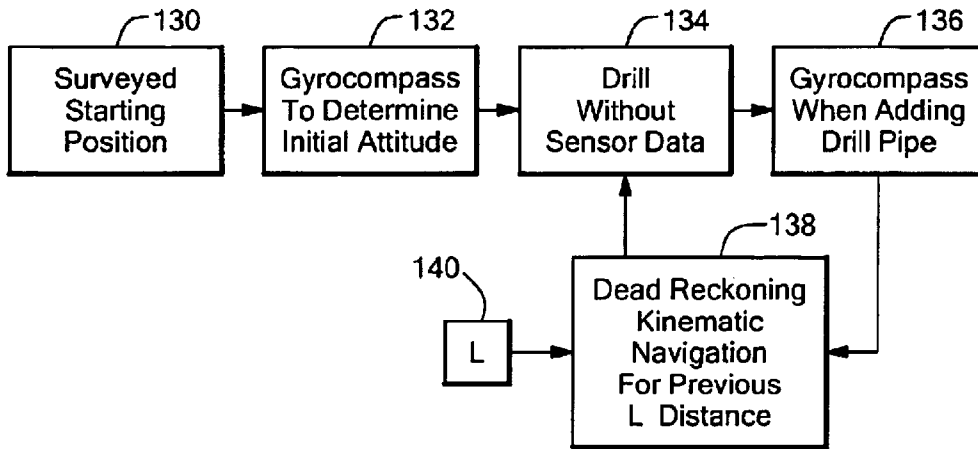 130
132
134
136
Surveyed
Starting
Position
Gyrocompass
To Determine
Initial Attitude
Drill
Without
Sensor Data
Gyrocompass
When Adding
Drill Pipe
138
140
L
Dead Reckoning
Kinematic
Navigation
For Previous
L Distance